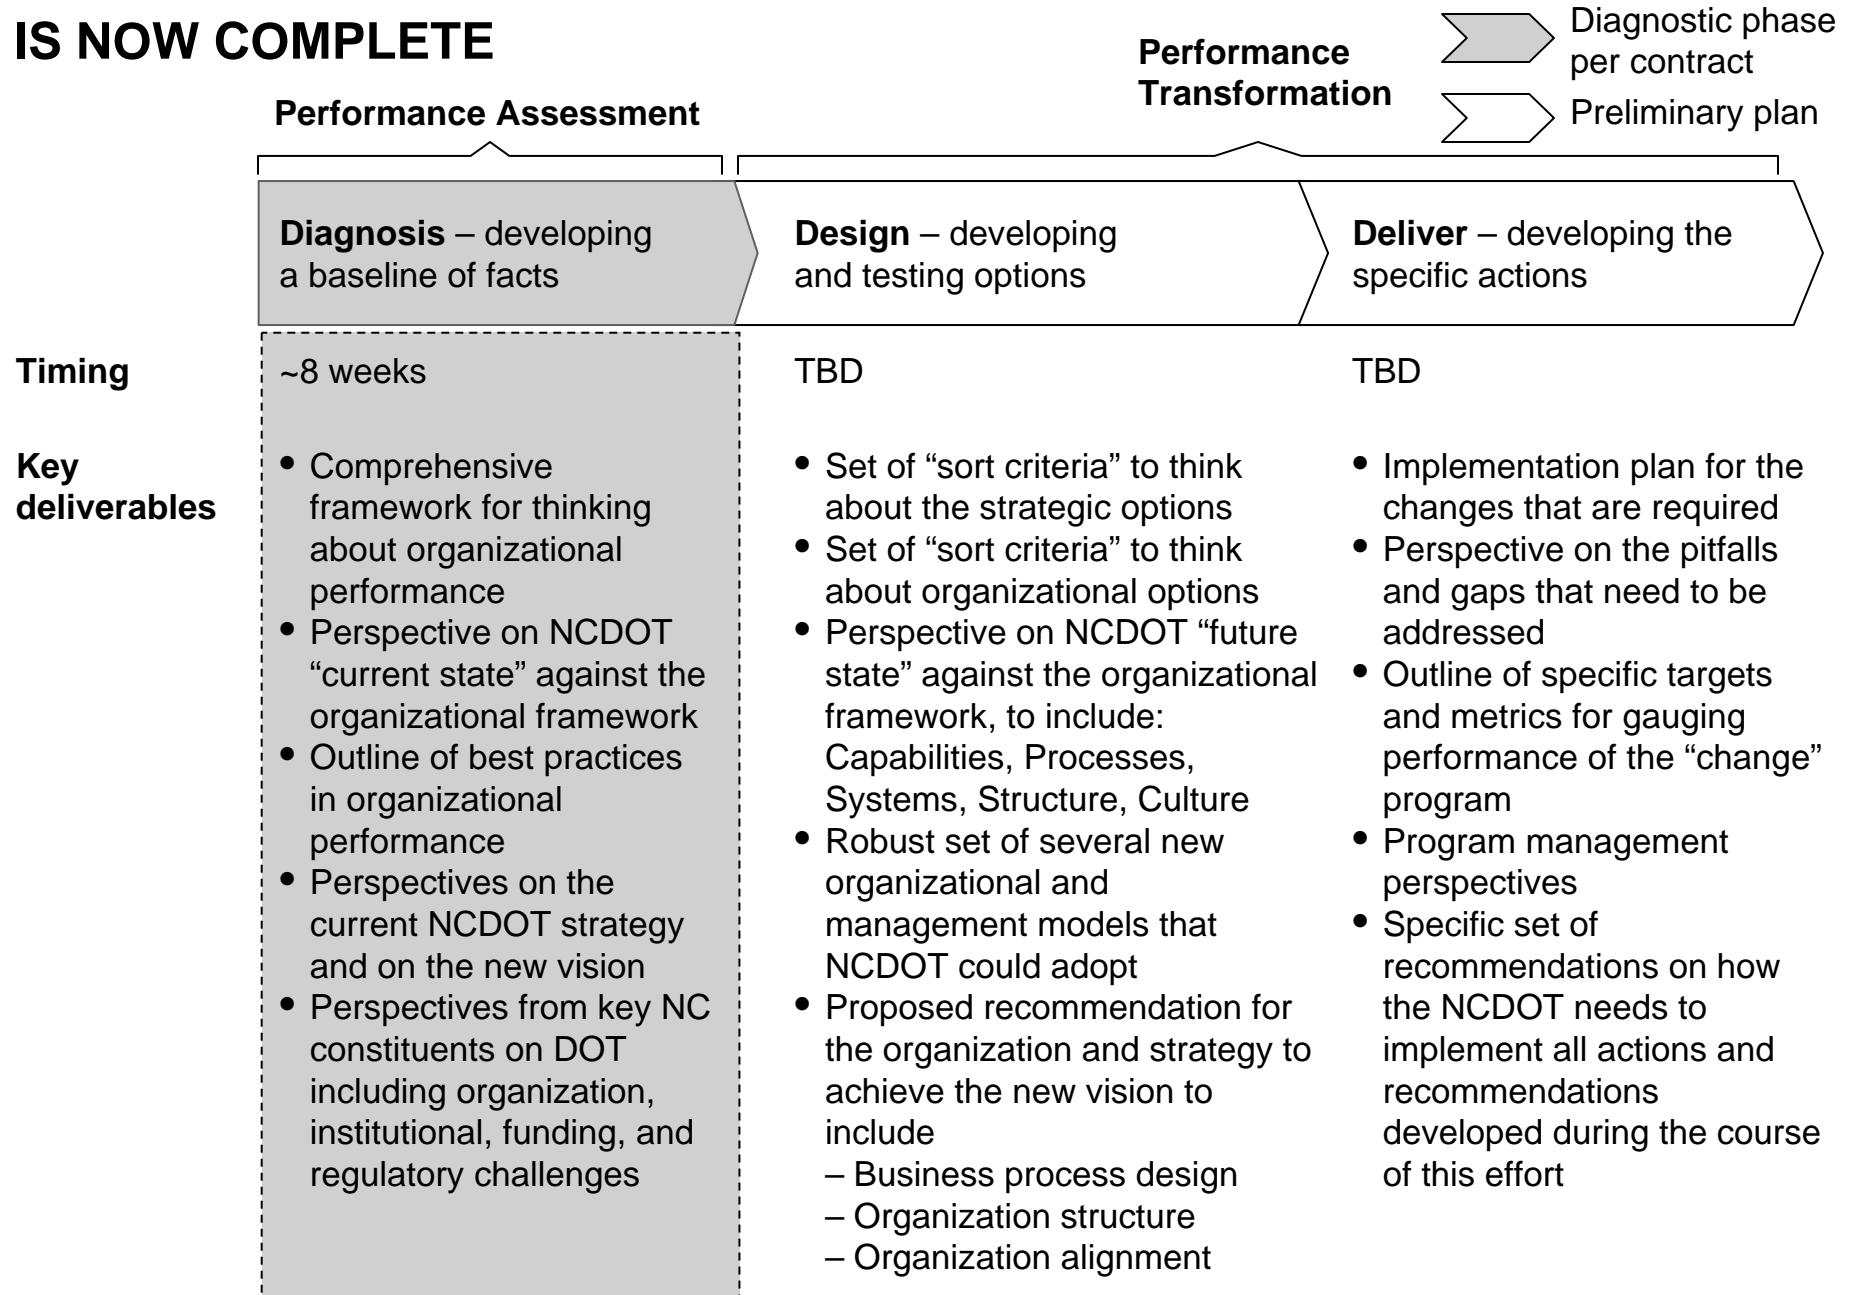 IS NOW COMPLETE
Diagnostic phase
per contract
Preliminary plan
Performance Assessment
Performance
Transformation
Diagnosis – developing
a baseline of facts
Design – developing
and testing options
Deliver – developing the
specific actions
Timing
~8 weeks
TBD
TBD
Key
deliverables
• Comprehensive
framework for thinking
about organizational
performance
• Perspective on NCDOT
“current state” against the
organizational framework
• Outline of best practices
in organizational
performance
• Perspectives on the
current NCDOT strategy
and on the new vision
• Perspectives from key NC
constituents on DOT
including organization,
institutional, funding, and
regulatory challenges
• Set of “sort criteria” to think
about the strategic options
• Set of “sort criteria” to think
about organizational options
• Perspective on NCDOT “future
state” against the organizational
framework, to include:
Capabilities, Processes,
Systems, Structure, Culture
• Robust set of several new
organizational and
management models that
NCDOT could adopt
• Proposed recommendation for
the organization and strategy to
achieve the new vision to
include
– Business process design
– Organization structure
– Organization alignment
• Implementation plan for the
changes that are required
• Perspective on the pitfalls
and gaps that need to be
addressed
• Outline of specific targets
and metrics for gauging
performance of the “change”
program
• Program management
perspectives
• Specific set of
recommendations on how
the NCDOT needs to
implement all actions and
recommendations
developed during the course
of this effort